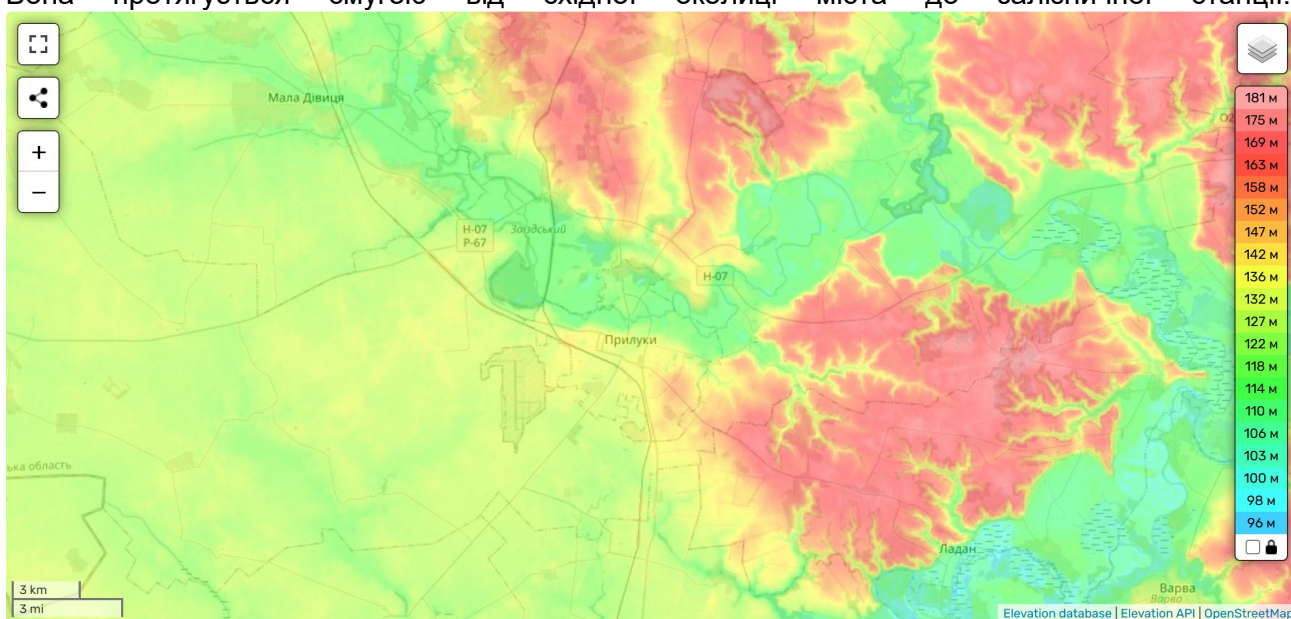 Вона протягується смугою від східної околиці міста до залізничної станції.
Мала Дівиця
Н-07
Р-67
Заїздський
Н-07
Прилуки
ька область
Ладан
Варва
Варва
+
−
181 м
175 м
169 м
163 м
158 м
152 м
147 м
142 м
136 м
132 м
127 м
122 м
118 м
114 м
110 м
106 м
103 м
100 м
98 м
96 м
3 km
3 mi
Elevation database | Elevation API | OpenStreetMap